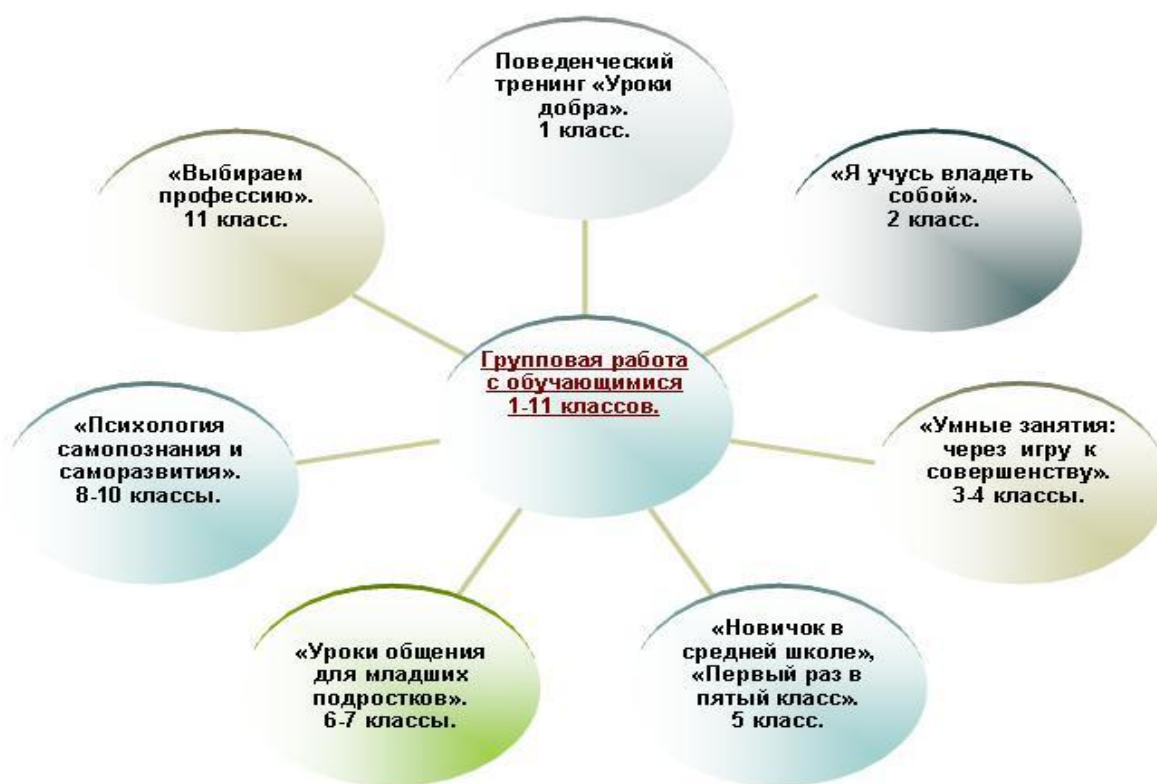 Поведенческий
тренинг «Уроки
добра».
1 класс.
«Я учусь владеть
собой».
2 класс.
«Умные занятия:
через игру к
совершенству».
3-4 классы.
«Новичок в
средней школе»,
«Первый раз в
пятый класс».
5 класс.
«Уроки общения
для младших
подростков».
6-7 классы.
«Психология
самопознания и
саморазвития».
8-10 классы.
«Выбираем
профессию».
11 класс.
Групповая работа
с обучающимися
1-11 классов.